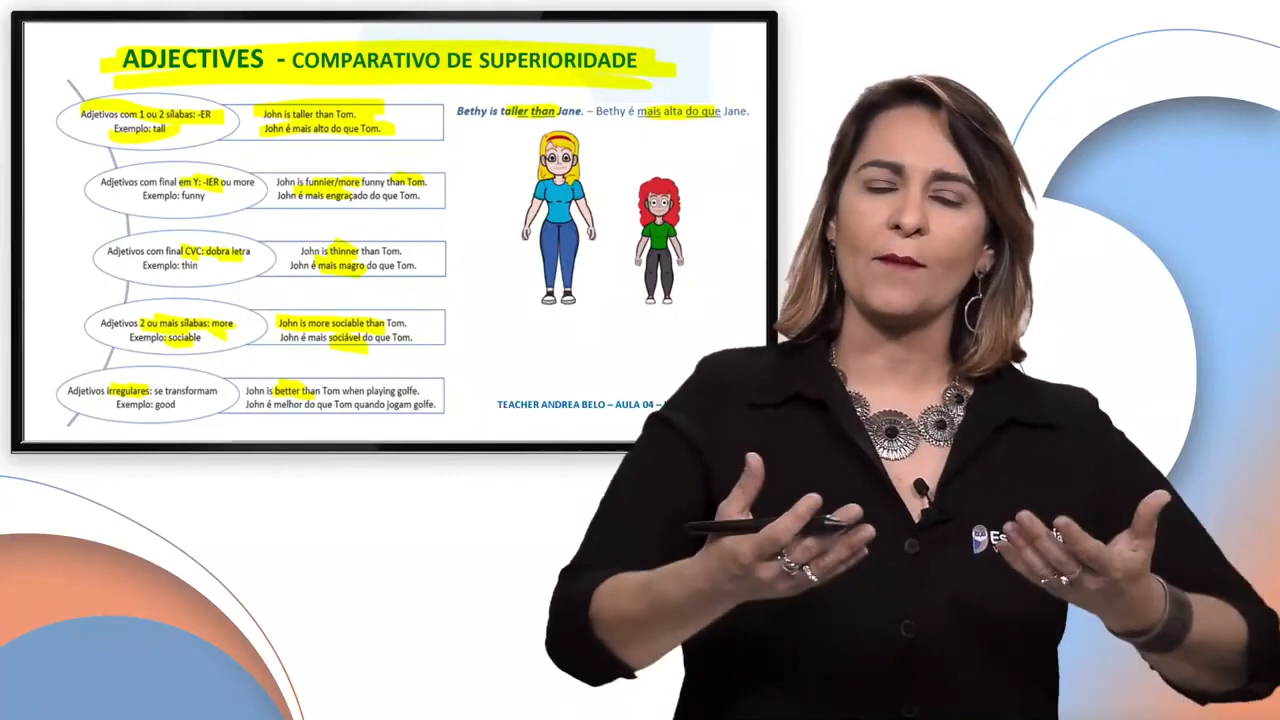 ADJECTIVES - COMPARATIVO DE SUPERIORIDADE
Adjetivos com 1 ou 2 sílabas: -ER
Exemplo: tall
John is taller than Tom.
John é mais alto do que Tom.
Bethy is taller than Jane. – Bethy é mais alta do que Jane.
Adjetivos com final em Y: -IER ou more
Exemplo: funny
John is funnier/more funny than Tom.
John é mais engraçado do que Tom.
Adjetivos com final CVC: dobra letra
Exemplo: thin
John is thinner than Tom.
John é mais magro do que Tom.
Adjetivos 2 ou mais sílabas: more
Exemplo: sociable
John is more sociable than Tom.
John é mais sociável do que Tom.
Adjetivos irregulares: se transformam
Exemplo: good
John is better than Tom when playing golfe.
John é melhor do que Tom quando jogam golfe.
TEACHER ANDREA BELO – AULA 04 –